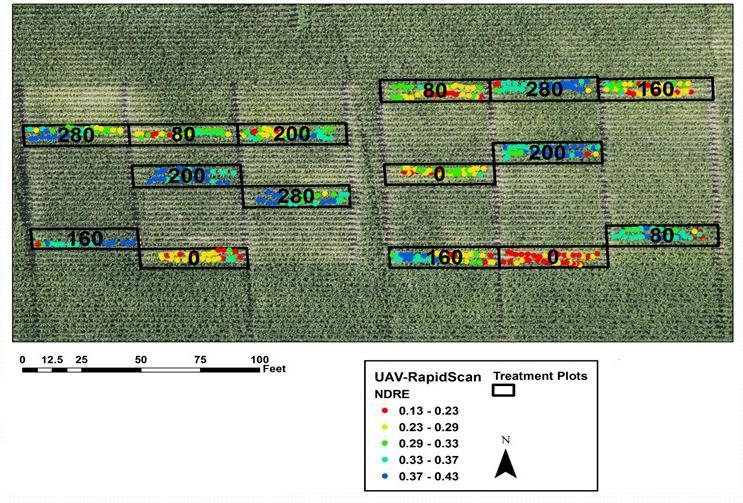 80 280 160
280 80 200
200
0
200
280
160
80
0
160 0
0 12.5 25 50 75 100
Feet
UAV-RapidScan Treatment Plots
NDRE
0.13 - 0.23
0.23 - 0.29
0.29 - 0.33
0.33 - 0.37
0.37 - 0.43
N